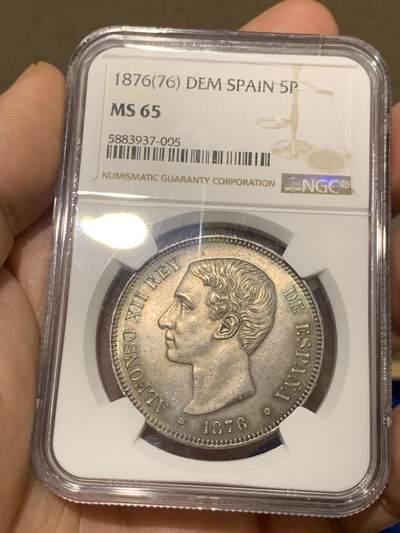 1876(76) DEM SPAIN 5P
MS 65
5883937-005
NUMISMATIC GUARANTY CORPORATION
NGC®
ALFONSO XII REY
DE ESPAÑA
1876